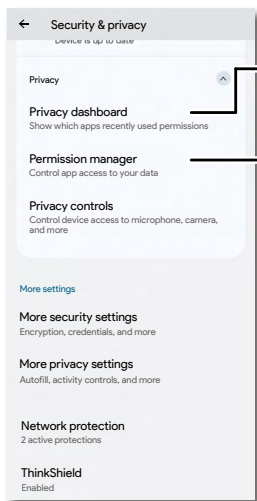 Security & privacy
Device is up to date
Privacy
Privacy dashboard
Show which apps recently used permissions
Permission manager
Control app access to your data
Privacy controls
Control device access to microphone, camera,
and more
More settings
More security settings
Encryption, credentials, and more
More privacy settings
Autofill, activity controls, and more
Network protection
2 active protections
ThinkShield
Enabled